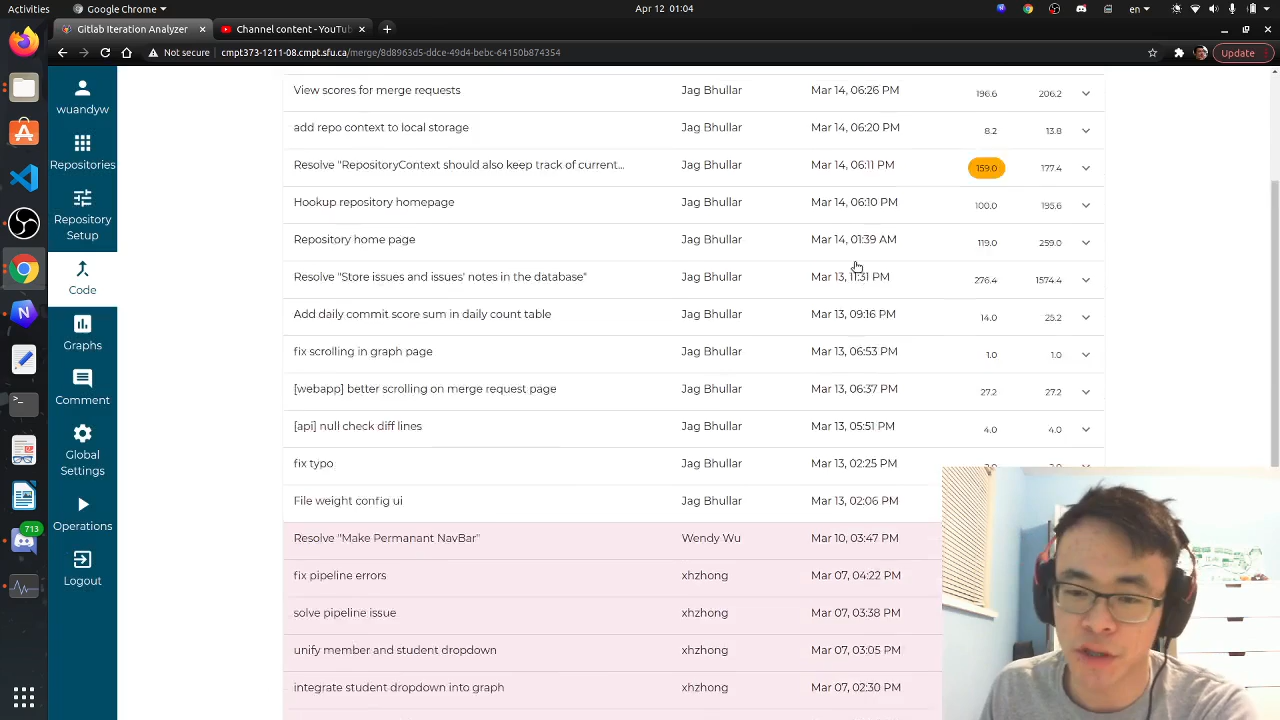 Activities
Google Chrome
Apr 12 01:04
en
Gitlab Iteration Analyzer
Channel content - YouTub
Not secure
cmpt373-1211-08.cmpt.sfu.ca/merge/8d8963d5-ddce-49d4-bebc-64150b874354
Update
wuandyw
Repositories
Repository
Setup
Code
Graphs
Comment
Global
Settings
Operations
Logout
713
View scores for merge requests Jag Bhullar Mar 14, 06:26 PM 196.6 206.2
add repo context to local storage Jag Bhullar Mar 14, 06:20 PM 8.2 13.8
Resolve "RepositoryContext should also keep track of current... Jag Bhullar Mar 14, 06:11 PM 159.0 177.4
Hookup repository homepage Jag Bhullar Mar 14, 06:10 PM 100.0 195.6
Repository home page Jag Bhullar Mar 14, 01:39 AM 119.0 259.0
Resolve "Store issues and issues' notes in the database" Jag Bhullar Mar 13, 11:31 PM 276.4 1574.4
Add daily commit score sum in daily count table Jag Bhullar Mar 13, 09:16 PM 14.0 25.2
fix scrolling in graph page Jag Bhullar Mar 13, 06:53 PM 1.0 1.0
[webapp] better scrolling on merge request page Jag Bhullar Mar 13, 06:37 PM 27.2 27.2
[api] null check diff lines Jag Bhullar Mar 13, 05:51 PM 4.0 4.0
fix typo Jag Bhullar Mar 13, 02:25 PM
File weight config ui Jag Bhullar Mar 13, 02:06 PM
Resolve "Make Permanant NavBar" Wendy Wu Mar 10, 03:47 PM
fix pipeline errors xhzhong Mar 07, 04:22 PM
solve pipeline issue xhzhong Mar 07, 03:38 PM
unify member and student dropdown xhzhong Mar 07, 03:05 PM
integrate student dropdown into graph xhzhong Mar 07, 02:30 PM